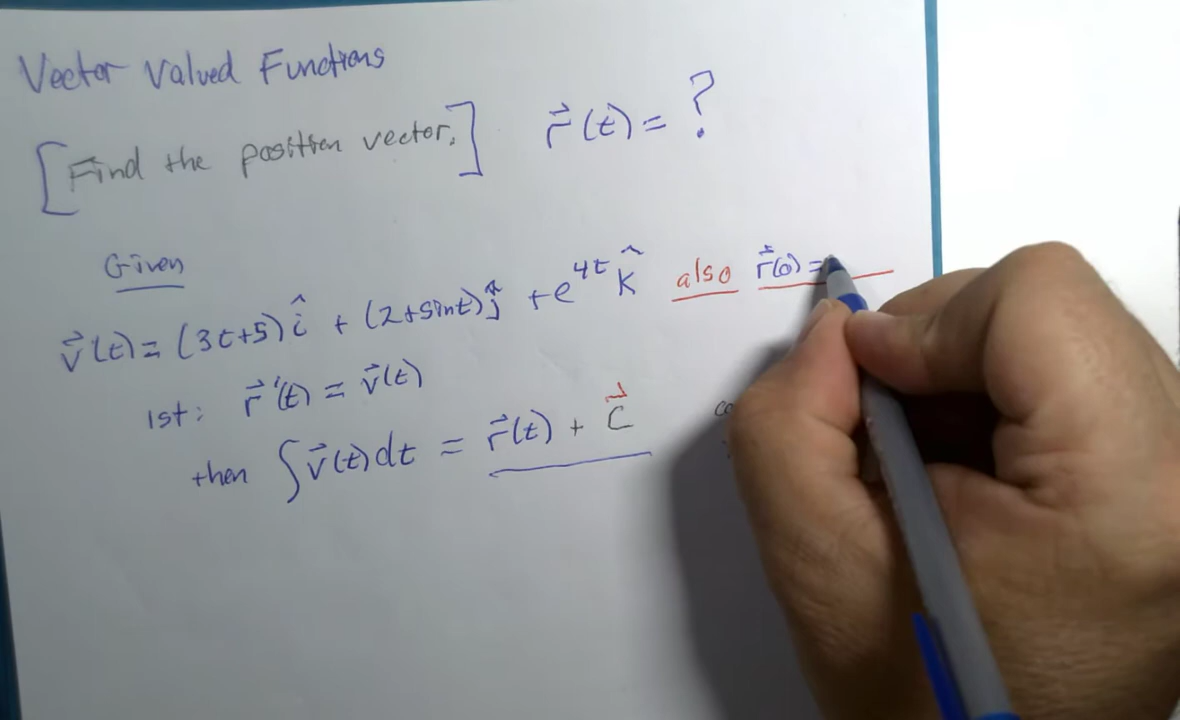 Vector Valued Functions
[Find the position vector.] r⃗(t) = ?
Given
v⃗(t) = (3t+5)î + (2+sint)ĵ + e^{4t} k̂ also r⃗(0) =
1st: r⃗'(t) = v⃗(t)
then ∫v⃗(t)dt = r⃗(t) + C⃗